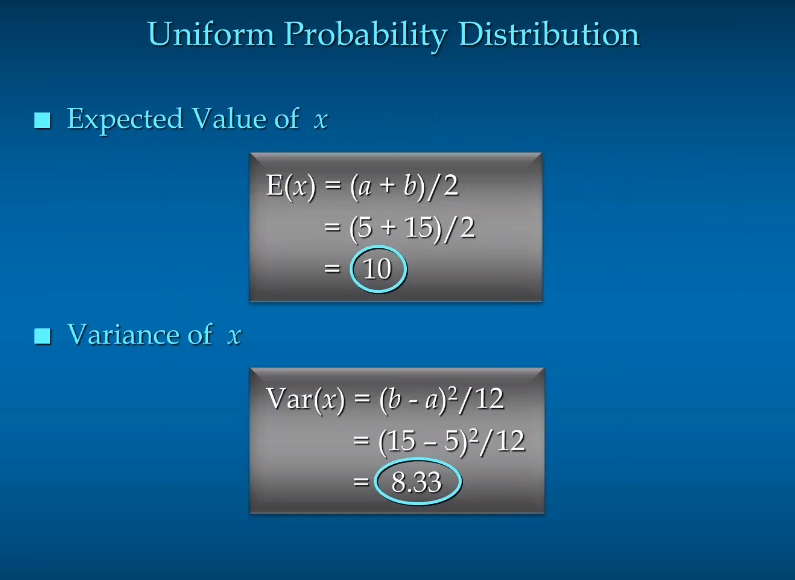 Uniform Probability Distribution
Expected Value of x
E(x) = (a + b)/2
= (5 + 15)/2
= 10
Variance of x
Var(x) = (b - a)²/12
= (15 – 5)²/12
= 8.33